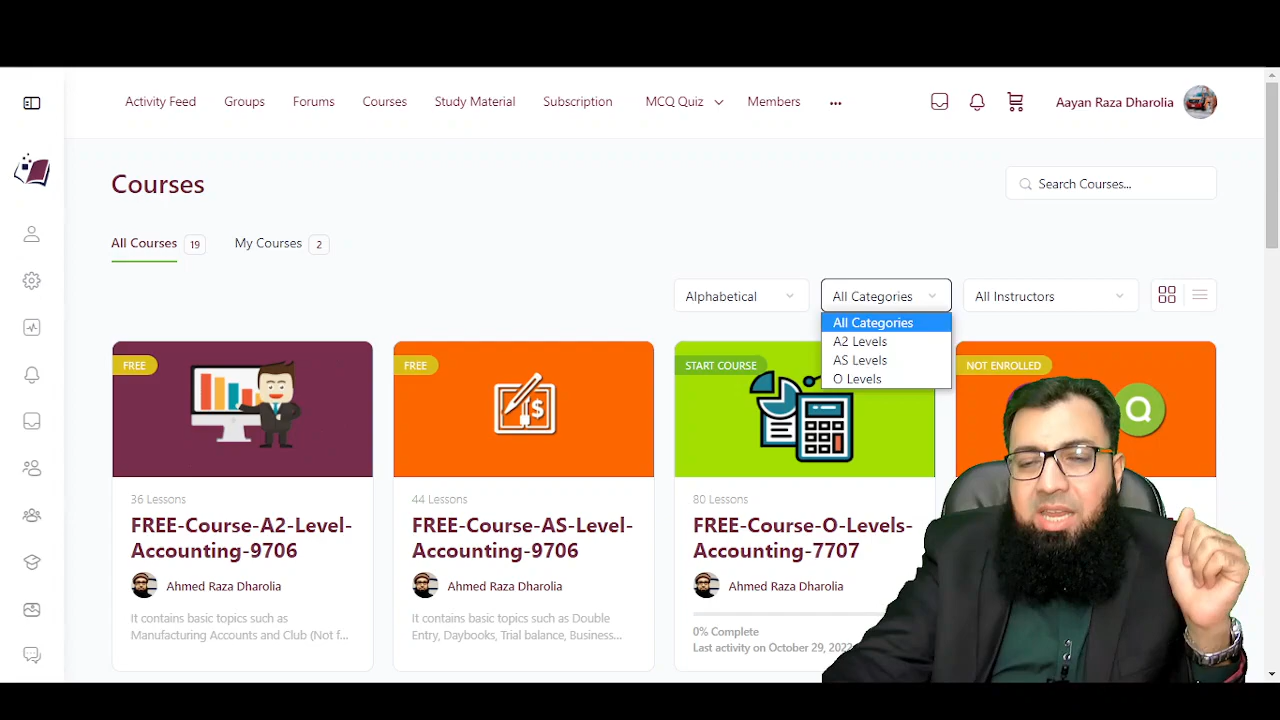 Activity Feed
Groups
Forums
Courses
Study Material
Subscription
MCQ Quiz
Members
Aayan Raza Dharolia
Courses
Search Courses...
All Courses 19
My Courses 2
Alphabetical
All Categories
All Instructors
All Categories
A2 Levels
AS Levels
O Levels
FREE
36 Lessons
FREE-Course-A2-Level-
Accounting-9706
Ahmed Raza Dharolia
It contains basic topics such as
Manufacturing Accounts and Club (Not f...
FREE
44 Lessons
FREE-Course-AS-Level-
Accounting-9706
Ahmed Raza Dharolia
It contains basic topics such as Double
Entry, Daybooks, Trial balance, Business...
START COURSE
80 Lessons
FREE-Course-O-Levels-
Accounting-7707
Ahmed Raza Dharolia
0% Complete
Last activity on October 29, 2022
NOT ENROLLED
Q